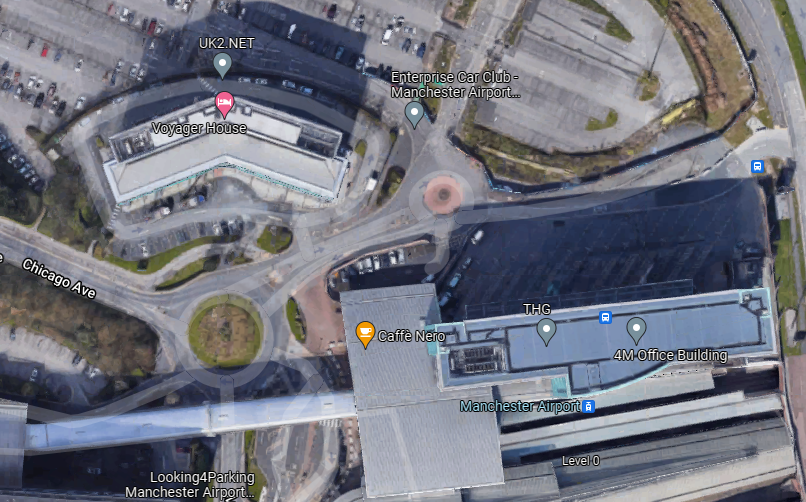 UK2.NET
Enterprise Car Club -
Manchester Airport...
Voyager House
Chicago Ave
THG
Caffè Nero
4M Office Building
Manchester Airport
Level 0
Looking4Parking
Manchester Airport...